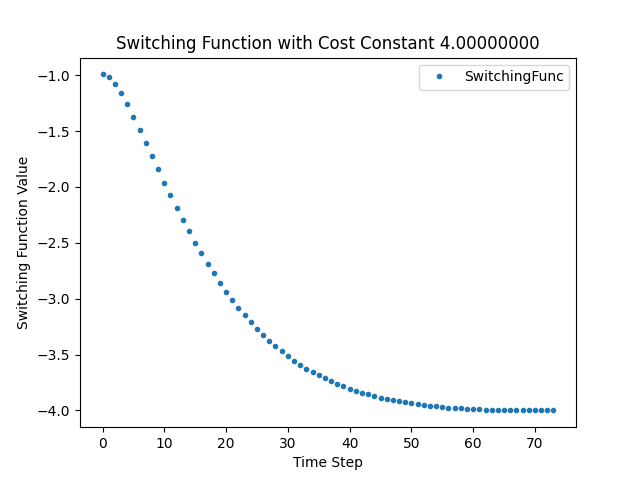 Switching Function with Cost Constant 4.00000000
SwitchingFunc
Switching Function Value
−1.0
−1.5
−2.0
−2.5
−3.0
−3.5
−4.0
0 10 20 30 40 50 60 70
Time Step